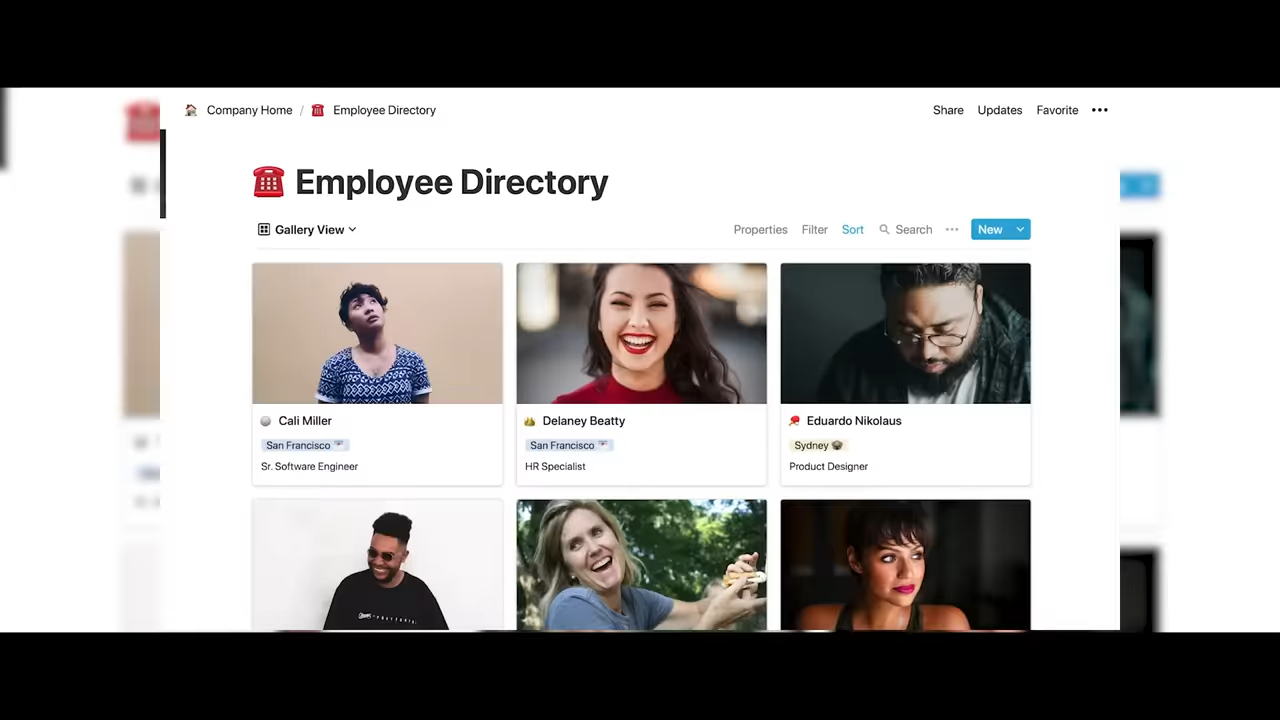 Company Home / Employee Directory
Share Updates Favorite •••
Employee Directory
Gallery View
Properties Filter Sort Search ••• New
Cali Miller
San Francisco
Sr. Software Engineer
Delaney Beatty
San Francisco
HR Specialist
Eduardo Nikolaus
Sydney
Product Designer